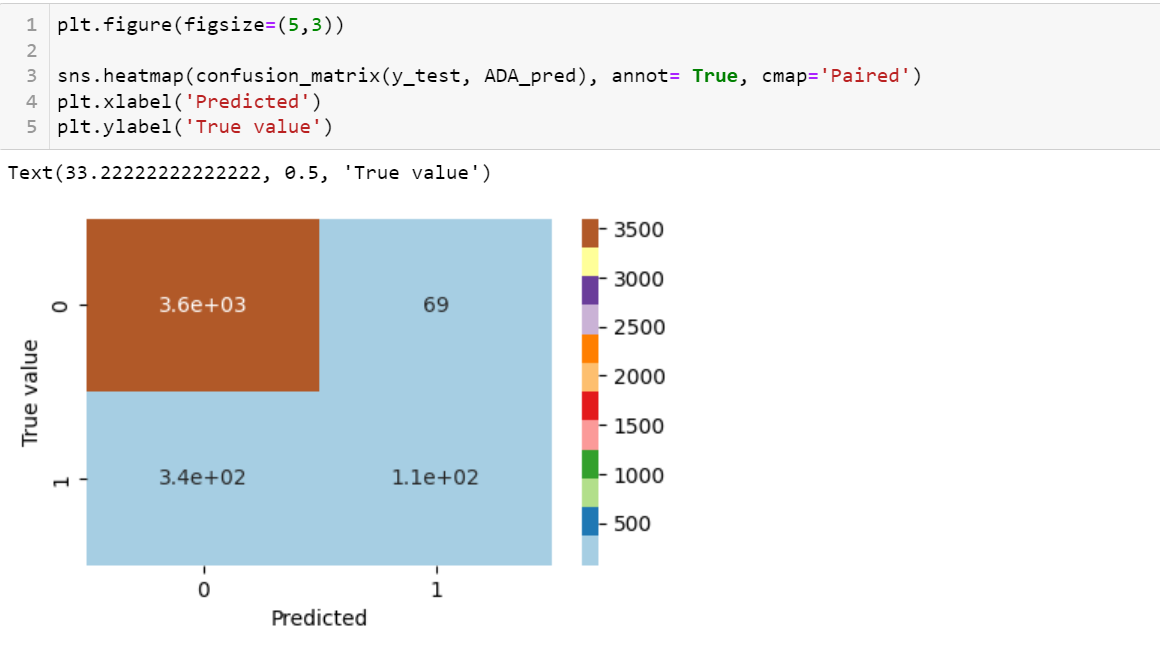 1 plt.figure(figsize=(5,3))
2
3 sns.heatmap(confusion_matrix(y_test, ADA_pred), annot= True, cmap='Paired')
4 plt.xlabel('Predicted')
5 plt.ylabel('True value')
Text(33.22222222222222, 0.5, 'True value')
3500
3000
2500
2000
1500
1000
500
True value
0
3.6e+03 69
1
3.4e+02 1.1e+02
0 1
Predicted